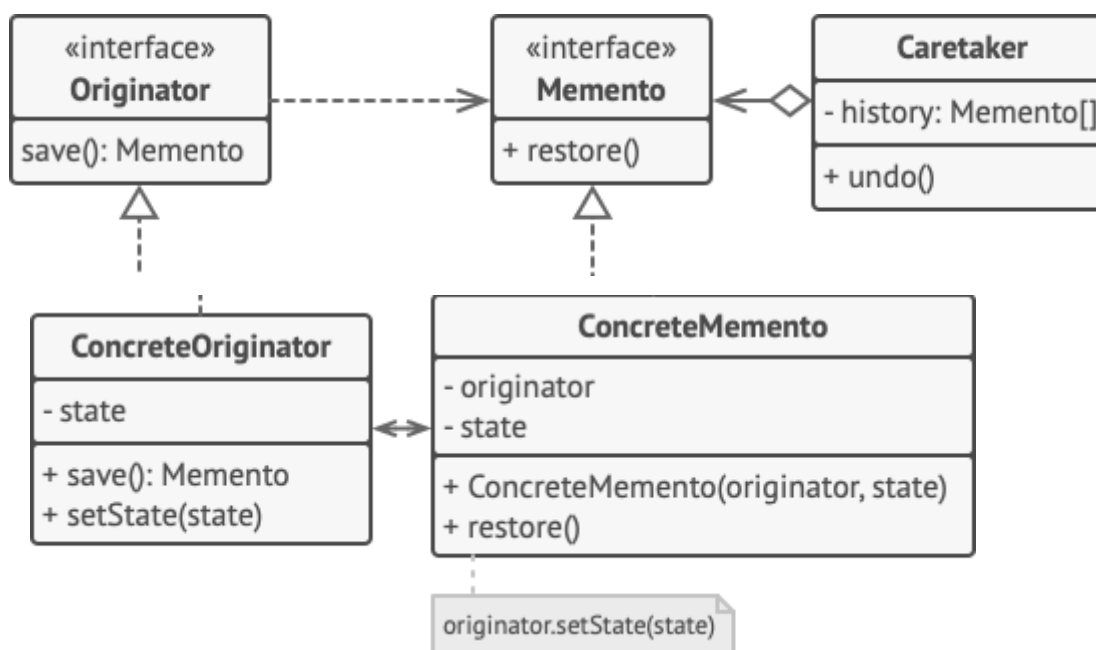 «interface»
Originator
save(): Memento
«interface»
Memento
+ restore()
Caretaker
- history: Memento[]
+ undo()
ConcreteOriginator
- state
+ save(): Memento
+ setState(state)
ConcreteMemento
- originator
- state
+ ConcreteMemento(originator, state)
+ restore()
originator.setState(state)